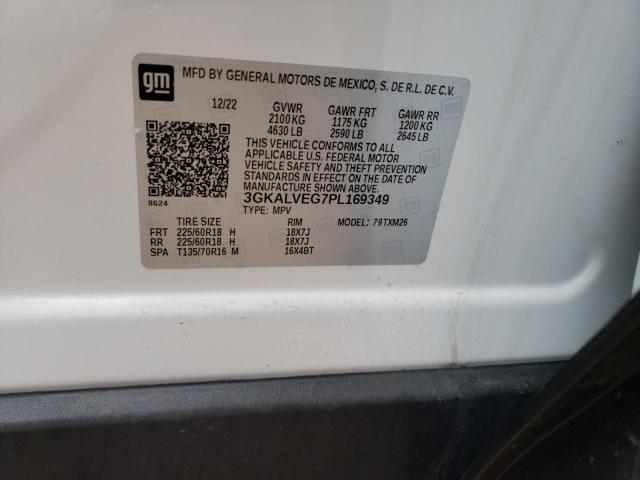 gm
MFD BY GENERAL MOTORS DE MEXICO, S. DE R.L. DE C.V.
12/22 GVWR GAWR FRT GAWR RR
2100 KG 1175 KG 1200 KG
4630 LB 2590 LB 2645 LB
THIS VEHICLE CONFORMS TO ALL
APPLICABLE U.S. FEDERAL MOTOR
VEHICLE SAFETY, BUMPER, AND
THEFT PREVENTION STANDARDS IN
EFFECT ON THE DATE OF
MANUFACTURE SHOWN ABOVE.
B624 3GKALVEG7PL169349
TYPE: MPV MODEL: 79TXM26
TIRE SIZE RIM
FRT 225/60R18 H 18X7J
RR 225/60R18 H 18X7J
SPA T135/70R16 M 16X4BT